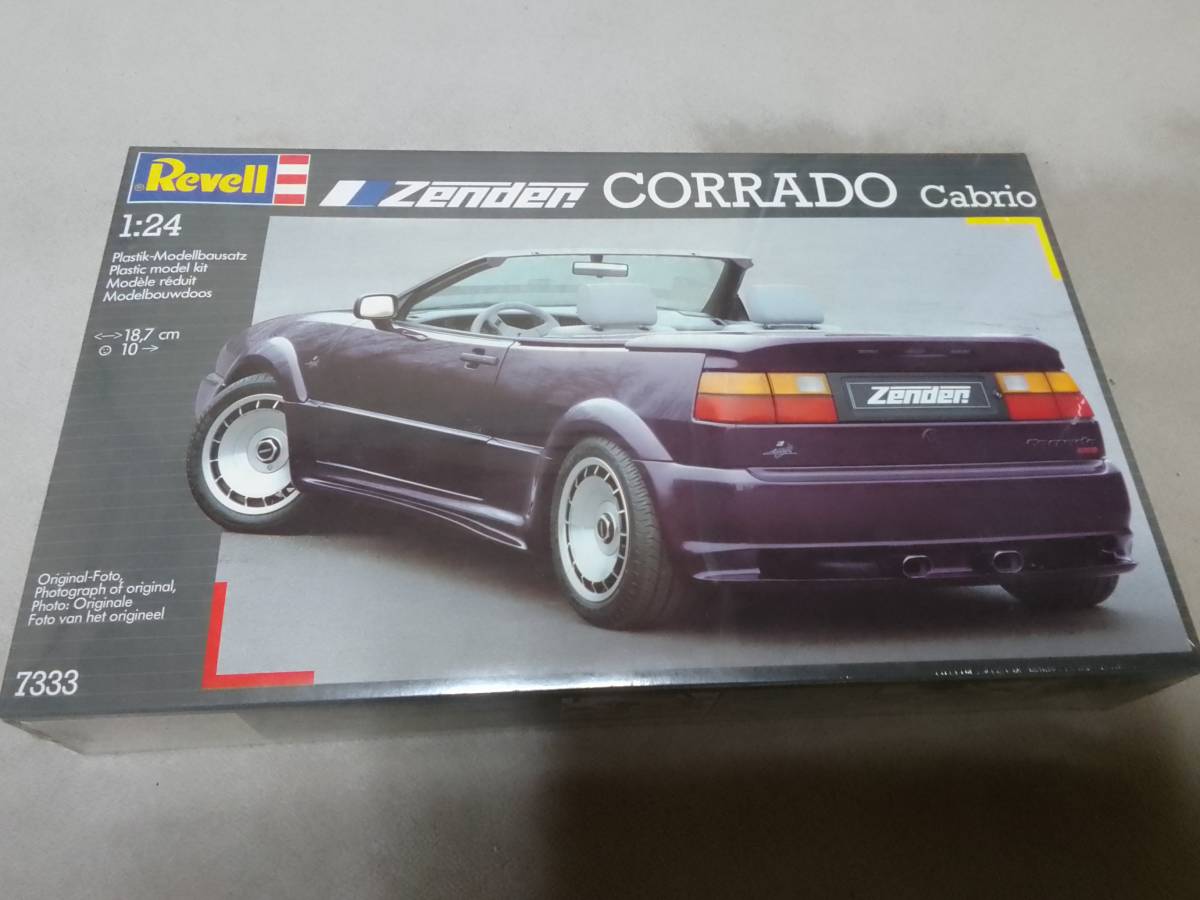 Revell
Zender CORRADO Cabrio
1:24
Plastik-Modellbausatz
Plastic model kit
Modèle réduit
Modelbouwdoos
<-->18,7 cm
☺ 10 →
Zender
Corrado
Original-Foto,
Photograph of original,
Photo: Originale
Foto van het origineel
7333